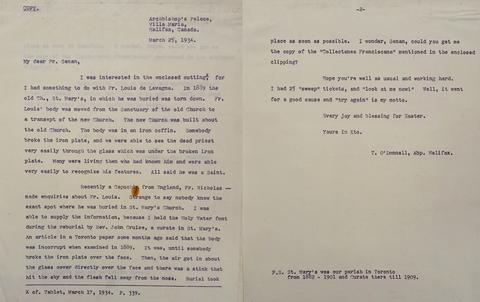 COPY.
Archbishop's Palace,
Villa Maria,
Halifax, Canada.
March 25, 1934.
My dear Fr. Senan,
I was interested in the enclosed cutting, for
I had something to do with Fr. Louis de Lavagna. In 1889 the
old Ch., St. Mary's, in which he was buried was torn down. Fr.
Louis' body was moved from the Sanctuary of the old Church to
a transept of the new Church. The new Church was built about
the old Church. The body was in an iron coffin. Somebody
broke the iron plate, and we were able to see the dead priest
very easily through the glass which was under the broken iron
plate. Many were living who had known him and were able
very easily to recognize his features. All said he was a Saint.
Recently a Capuchin from England, Fr. Nicholas —
made enquiries about Fr. Louis. Strange to say nobody knew the
exact spot where he was buried in St. Mary's Church. I was
able to supply the information, because I held the Holy Water font
during the reburial by Rev. John Cruise, a curate in St. Mary's.
An article in a Toronto paper some months ago said that the body
was incorrupt when examined in 1889. It was, until somebody
broke the iron plate over the face. Then, the air got in about
the glass cover directly over the face and there was a stink that
hit the sky and the flesh fell away from the nose. Burial took
X cf. Tablet, March 17, 1934. P. 339.
-2-
place as soon as possible. I wonder, Senan, could you get me
the copy of the "Collectanea Franciscana" mentioned in the enclosed
clipping?
Hope you're well as usual and working hard.
I had 25 "sweep" tickets, and "look at me now!" Well, it went
for a good cause and "try again" is my motto.
Every joy and blessing for Easter.
Yours in Xto.
T. O'Donnell, Abp. Halifax.
P.S. St. Mary's was our parish in Toronto
from 1882 - 1901 and Curate there till 1909.